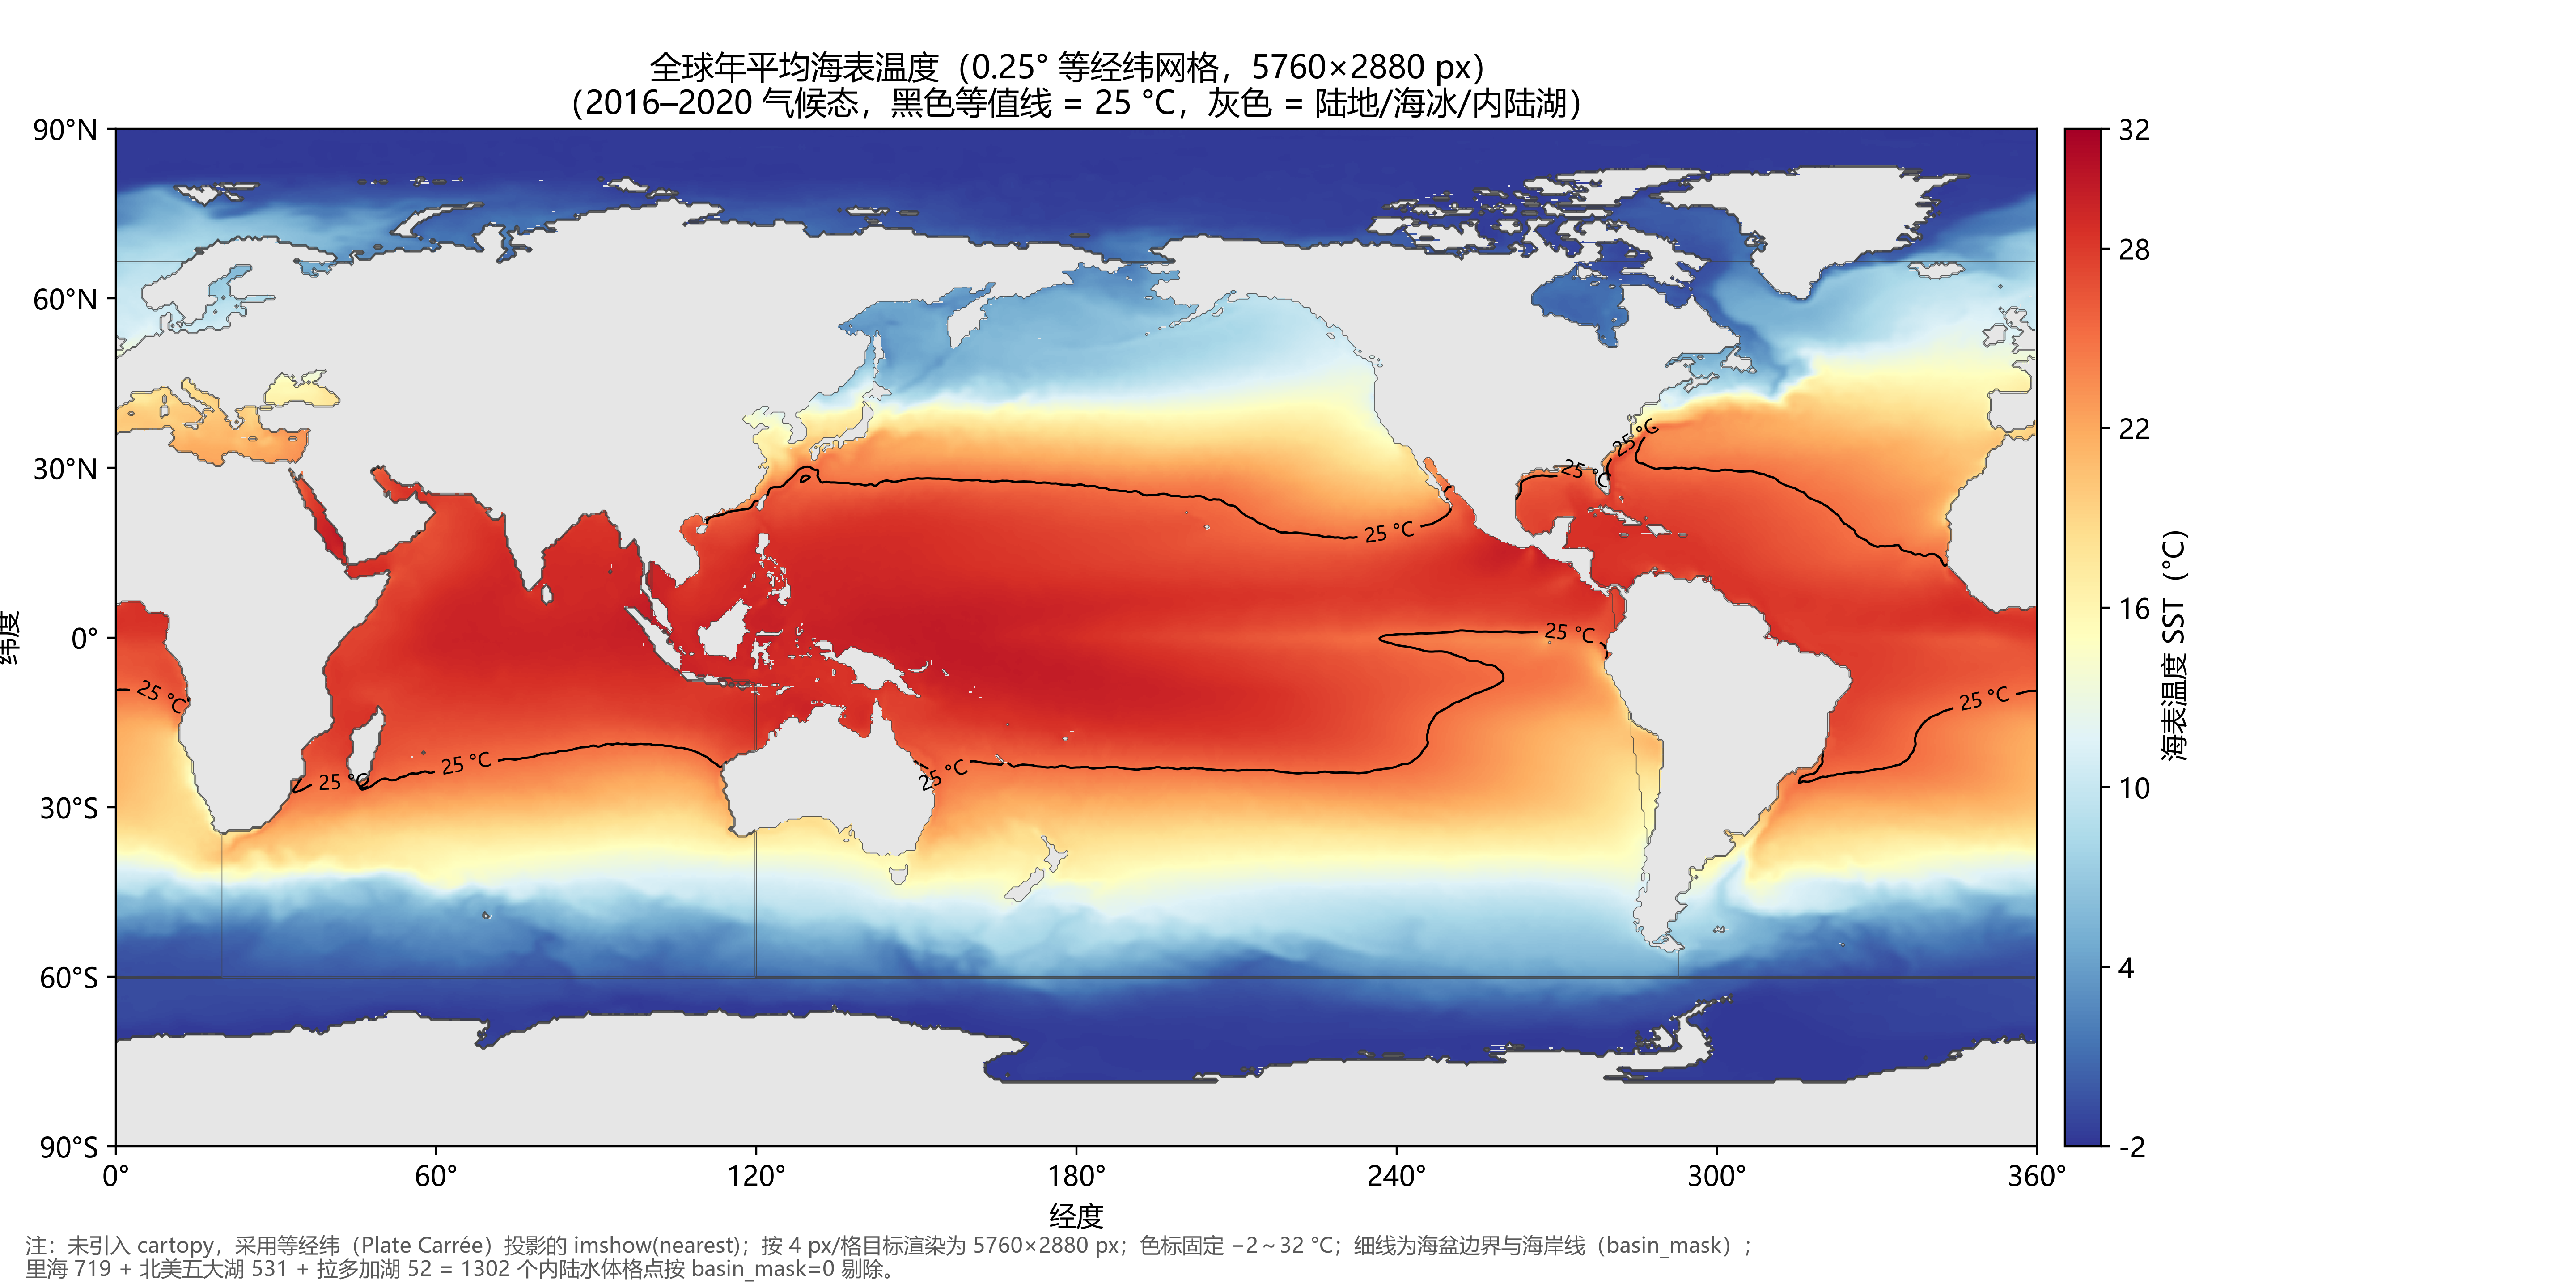 全球年平均海表温度（0.25° 等经纬网格，5760×2880 px）
（2016–2020 气候态，黑色等值线 = 25 °C，灰色 = 陆地/海冰/内陆湖）
90°N
60°N
30°N
0°
30°S
60°S
90°S
纬度
25 °C
25 °C
25 °C
25 °C
25 °C
25 °C
25 °C
25 °C
25 °C
25 °C
0°
60°
120°
180°
240°
300°
360°
经度
32
28
22
16
10
4
-2
海表温度 SST（°C）
注：未引入 cartopy，采用等经纬（Plate Carrée）投影的 imshow(nearest)；按 4 px/格目标渲染为 5760×2880 px；色标固定 −2～32 °C；细线为海盆边界与海岸线（basin_mask）；
里海 719 + 北美五大湖 531 + 拉多加湖 52 = 1302 个内陆水体格点按 basin_mask=0 剔除。